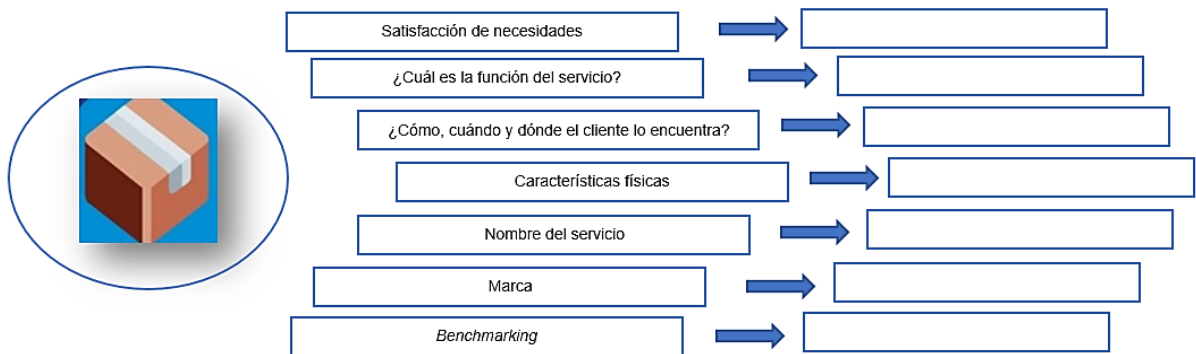 Satisfacción de necesidades
¿Cuál es la función del servicio?
¿Cómo, cuándo y dónde el cliente lo encuentra?
Características físicas
Nombre del servicio
Marca
Benchmarking